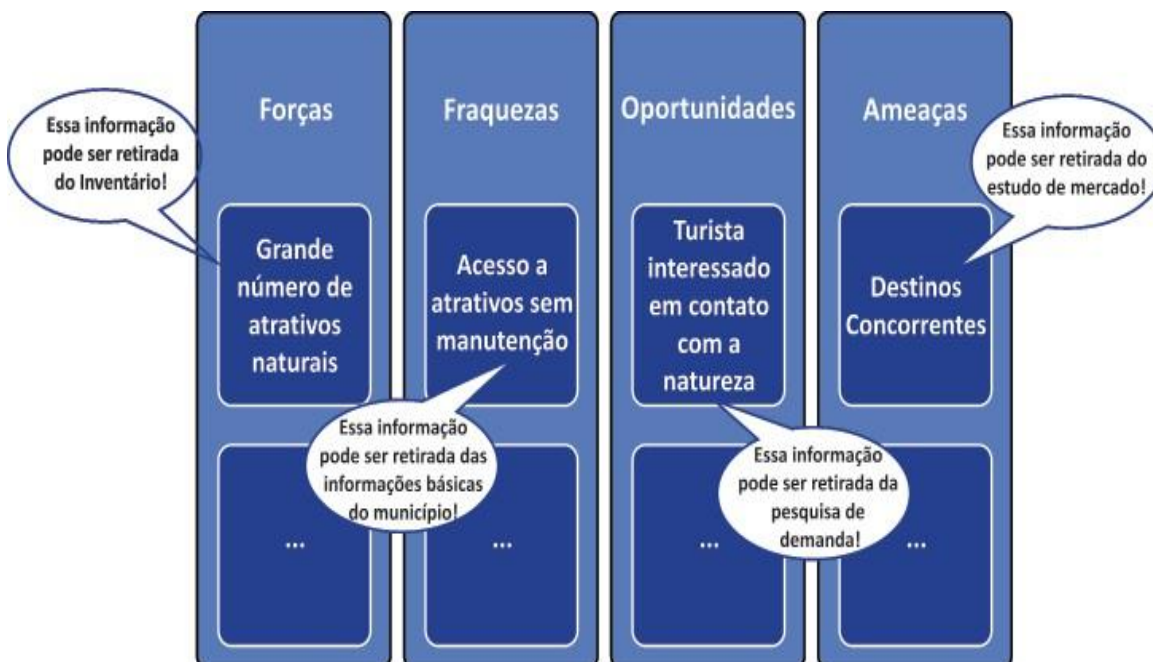 Forças
Fraquezas
Oportunidades
Ameaças
Essa informação
pode ser retirada
do Inventário!
Essa informação
pode ser retirada do
estudo de mercado!
Grande
número de
atrativos
naturais
Acesso a
atrativos sem
manutenção
Turista
interessado
em contato
com a
natureza
Destinos
Concorrentes
Essa informação
pode ser retirada das
informações básicas
do município!
Essa informação
pode ser retirada da
pesquisa de
demanda!
...
...
...
...